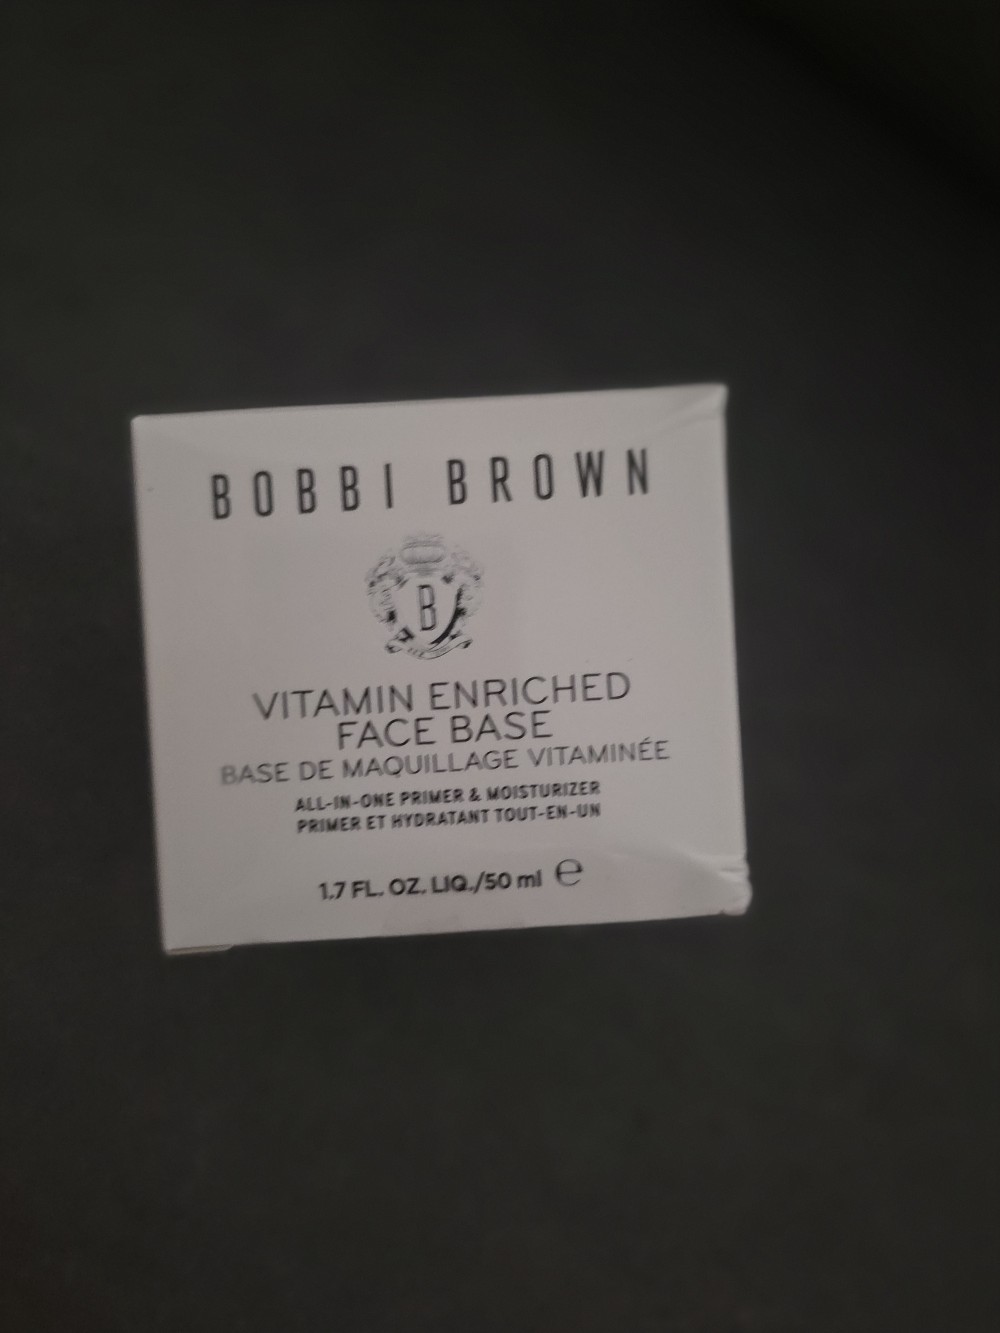 BOBBI BROWN
B
VITAMIN ENRICHED
FACE BASE
BASE DE MAQUILLAGE VITAMINÉE
ALL-IN-ONE PRIMER & MOISTURIZER
PRIMER ET HYDRATANT TOUT-EN-UN
1.7 FL. OZ. LIQ./50 ml ℮